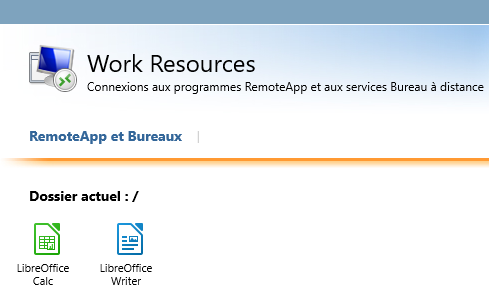 Work Resources
Connexions aux programmes RemoteApp et aux services Bureau à distance
RemoteApp et Bureaux
Dossier actuel : /
LibreOffice Calc
LibreOffice Writer